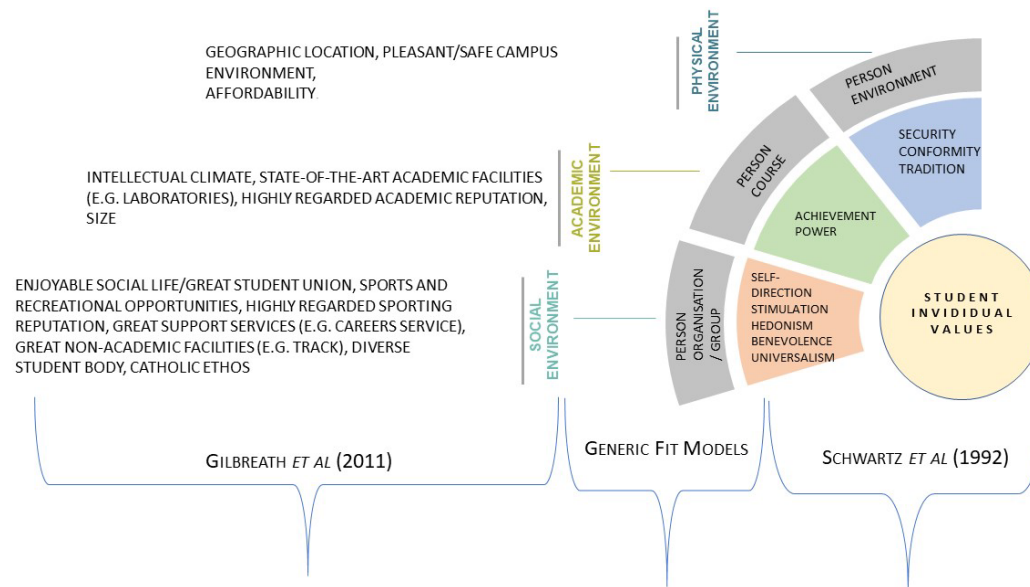 GEOGRAPHIC LOCATION, PLEASANT/SAFE CAMPUS
ENVIRONMENT,
AFFORDABILITY
PHYSICAL
ENVIRONMENT
PERSON
ENVIRONMENT
SECURITY
CONFORMITY
TRADITION
INTELLECTUAL CLIMATE, STATE-OF-THE-ART ACADEMIC FACILITIES
(E.G. LABORATORIES), HIGHLY REGARDED ACADEMIC REPUTATION,
SIZE
ACADEMIC
ENVIRONMENT
PERSON
COURSE
ACHIEVEMENT
POWER
ENJOYABLE SOCIAL LIFE/GREAT STUDENT UNION, SPORTS AND
RECREATIONAL OPPORTUNITIES, HIGHLY REGARDED SPORTING
REPUTATION, GREAT SUPPORT SERVICES (E.G. CAREERS SERVICE),
GREAT NON-ACADEMIC FACILITIES (E.G. TRACK), DIVERSE
STUDENT BODY, CATHOLIC ETHOS
SOCIAL
ENVIRONMENT
PERSON
ORGANISATION
/ GROUP
SELF-
DIRECTION
STIMULATION
HEDONISM
BENEVOLENCE
UNIVERSALISM
STUDENT
INVIDIDUAL
VALUES
GILBREATH ET AL (2011)
GENERIC FIT MODELS
SCHWARTZ ET AL (1992)